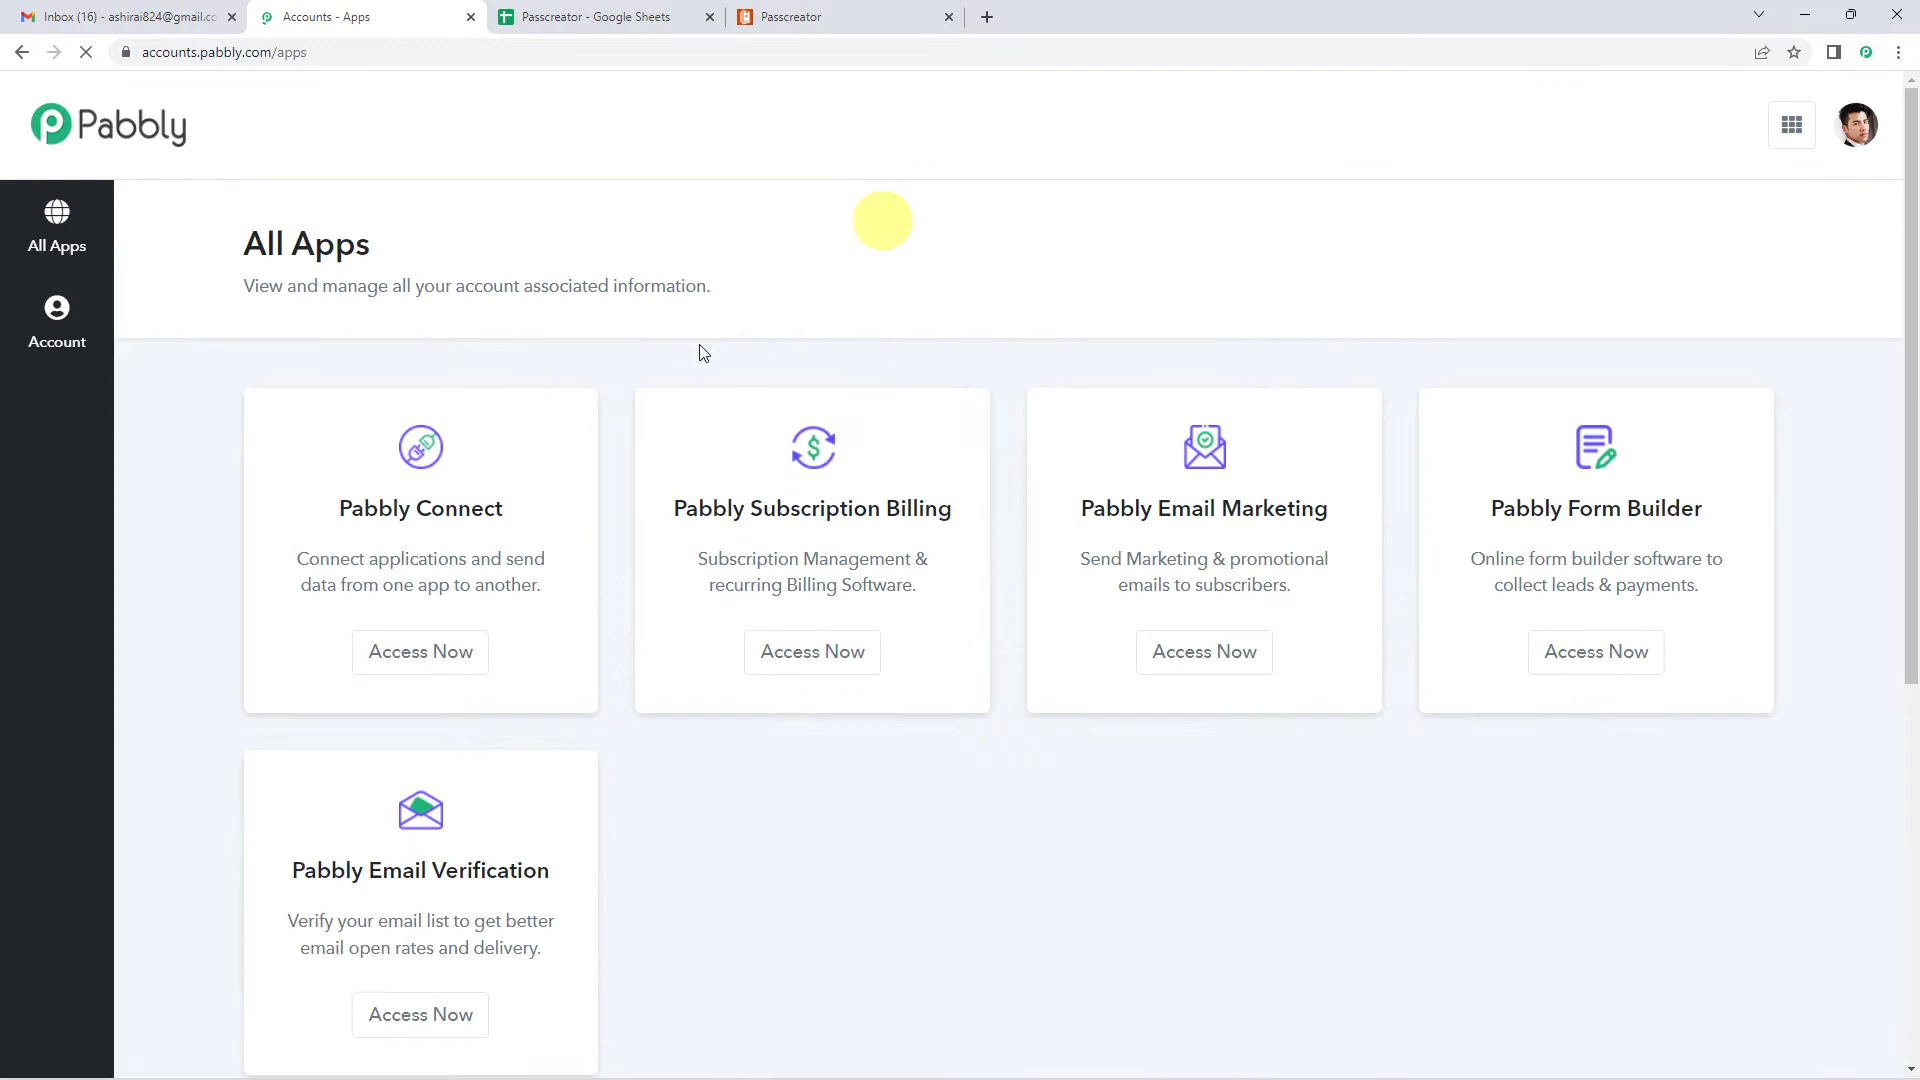 Inbox (16) - ashirai824@gmail.co
Accounts - Apps
Passcreator - Google Sheets
Passcreator
accounts.pabbly.com/apps
Pabbly
All Apps
Account
All Apps
View and manage all your account associated information.
Pabbly Connect
Connect applications and send
data from one app to another.
Access Now
Pabbly Subscription Billing
Subscription Management &
recurring Billing Software.
Access Now
Pabbly Email Marketing
Send Marketing & promotional
emails to subscribers.
Access Now
Pabbly Form Builder
Online form builder software to
collect leads & payments.
Access Now
Pabbly Email Verification
Verify your email list to get better
email open rates and delivery.
Access Now